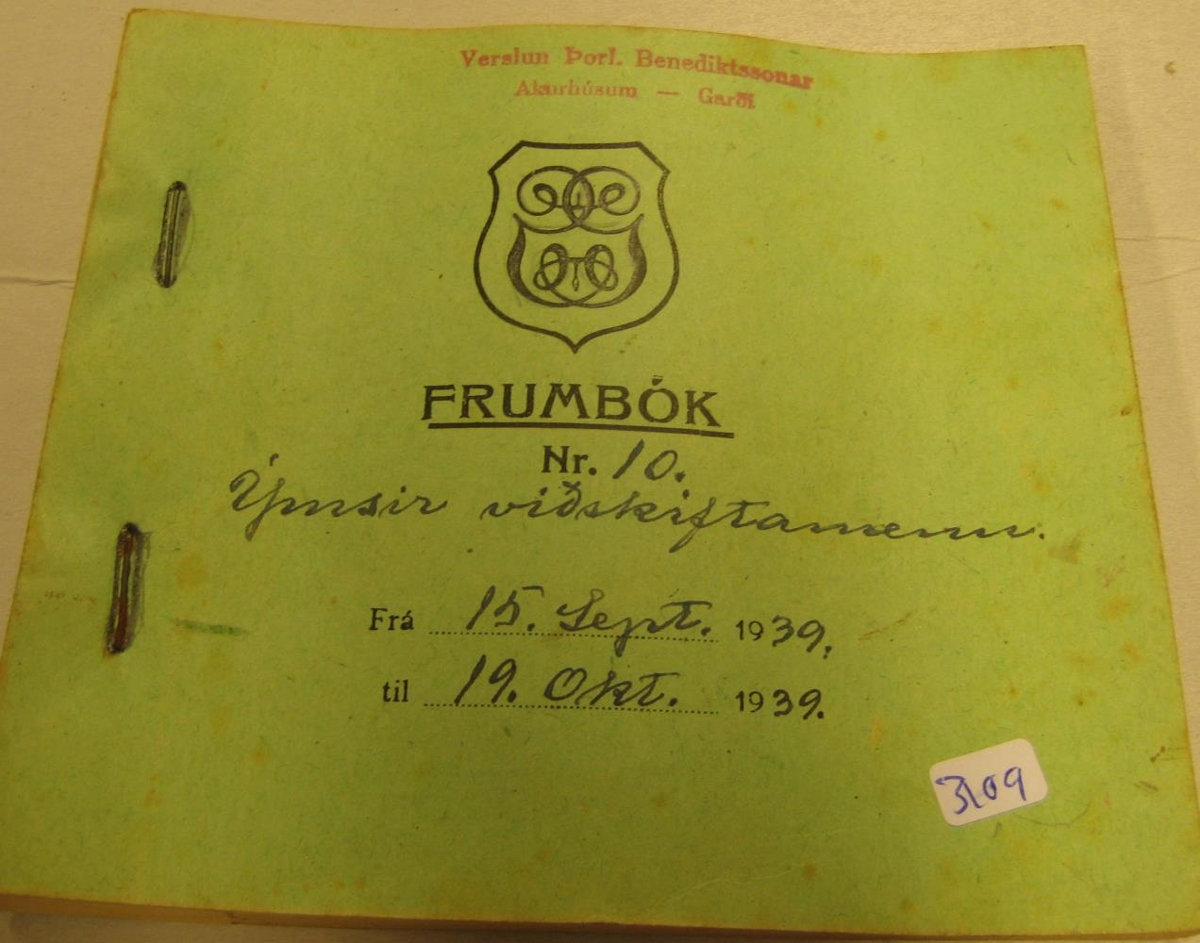 Verslun Þorl. Benediktssonar
Akurhúsum — Garði
FRUMBÓK
Nr. 10.
Ýmsir viðskiftamenn.
Frá 15. Sept. 1939.
til 19. Okt. 1939.
3109